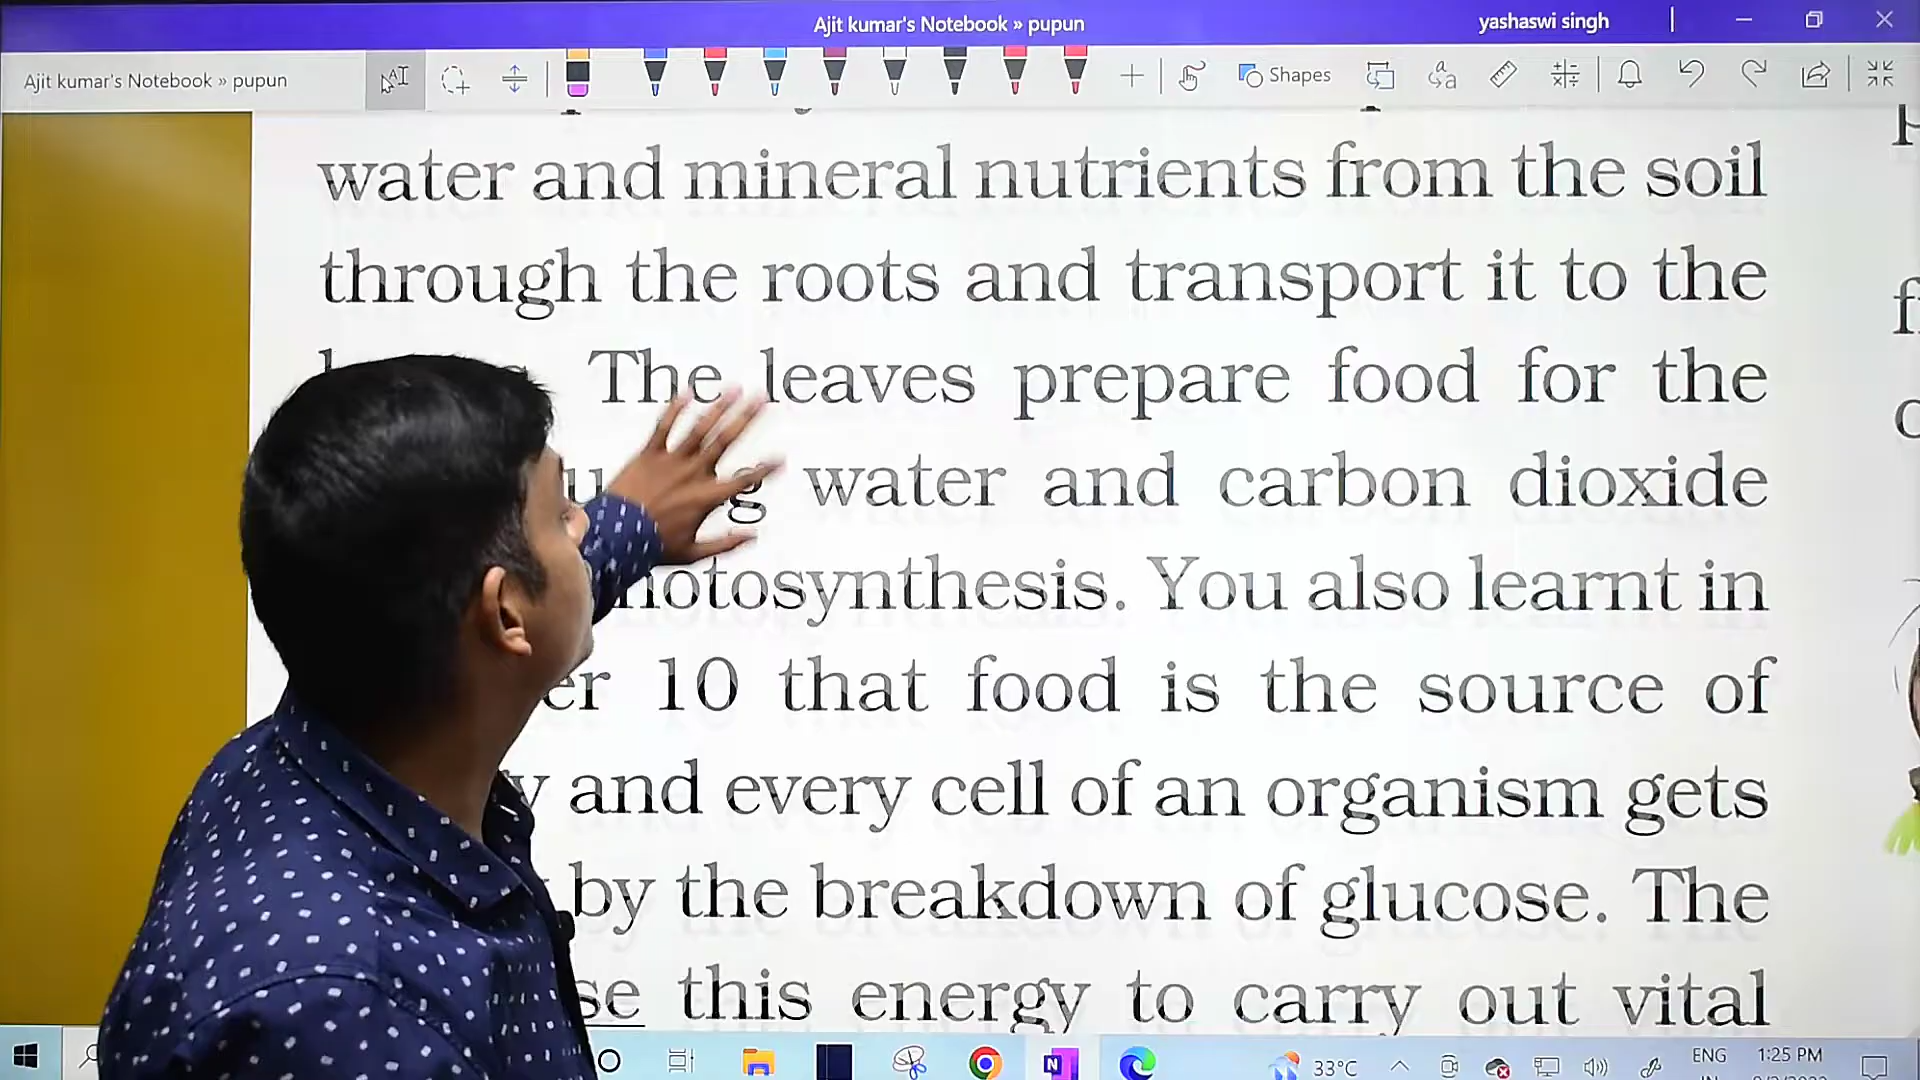 Ajit kumar's Notebook » pupun
yashaswi singh
Ajit kumar's Notebook » pupun
Shapes
water and mineral nutrients from the soil
through the roots and transport it to the
The leaves prepare food for the
water and carbon dioxide
You also learnt in
10 that food is the source of
and every cell of an organism gets
by the breakdown of glucose. The
this energy to carry out vital
33°C
ENG
1:25 PM
IN